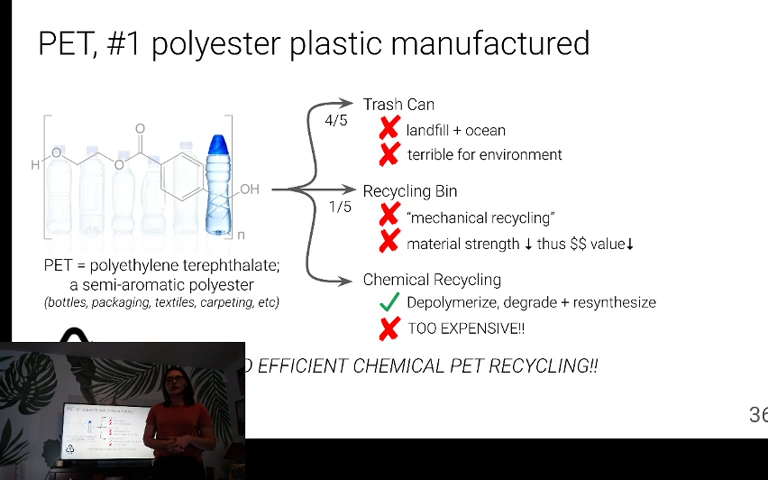 PET, #1 polyester plastic manufactured
Trash Can
4/5
landfill + ocean
terrible for environment
O
O
O
H
OH
n
Recycling Bin
1/5
"mechanical recycling"
material strength ↓ thus $$ value↓
PET = polyethylene terephthalate;
a semi-aromatic polyester
(bottles, packaging, textiles, carpeting, etc)
Chemical Recycling
Depolymerize, degrade + resynthesize
TOO EXPENSIVE!!
EFFICIENT CHEMICAL PET RECYCLING!!
36